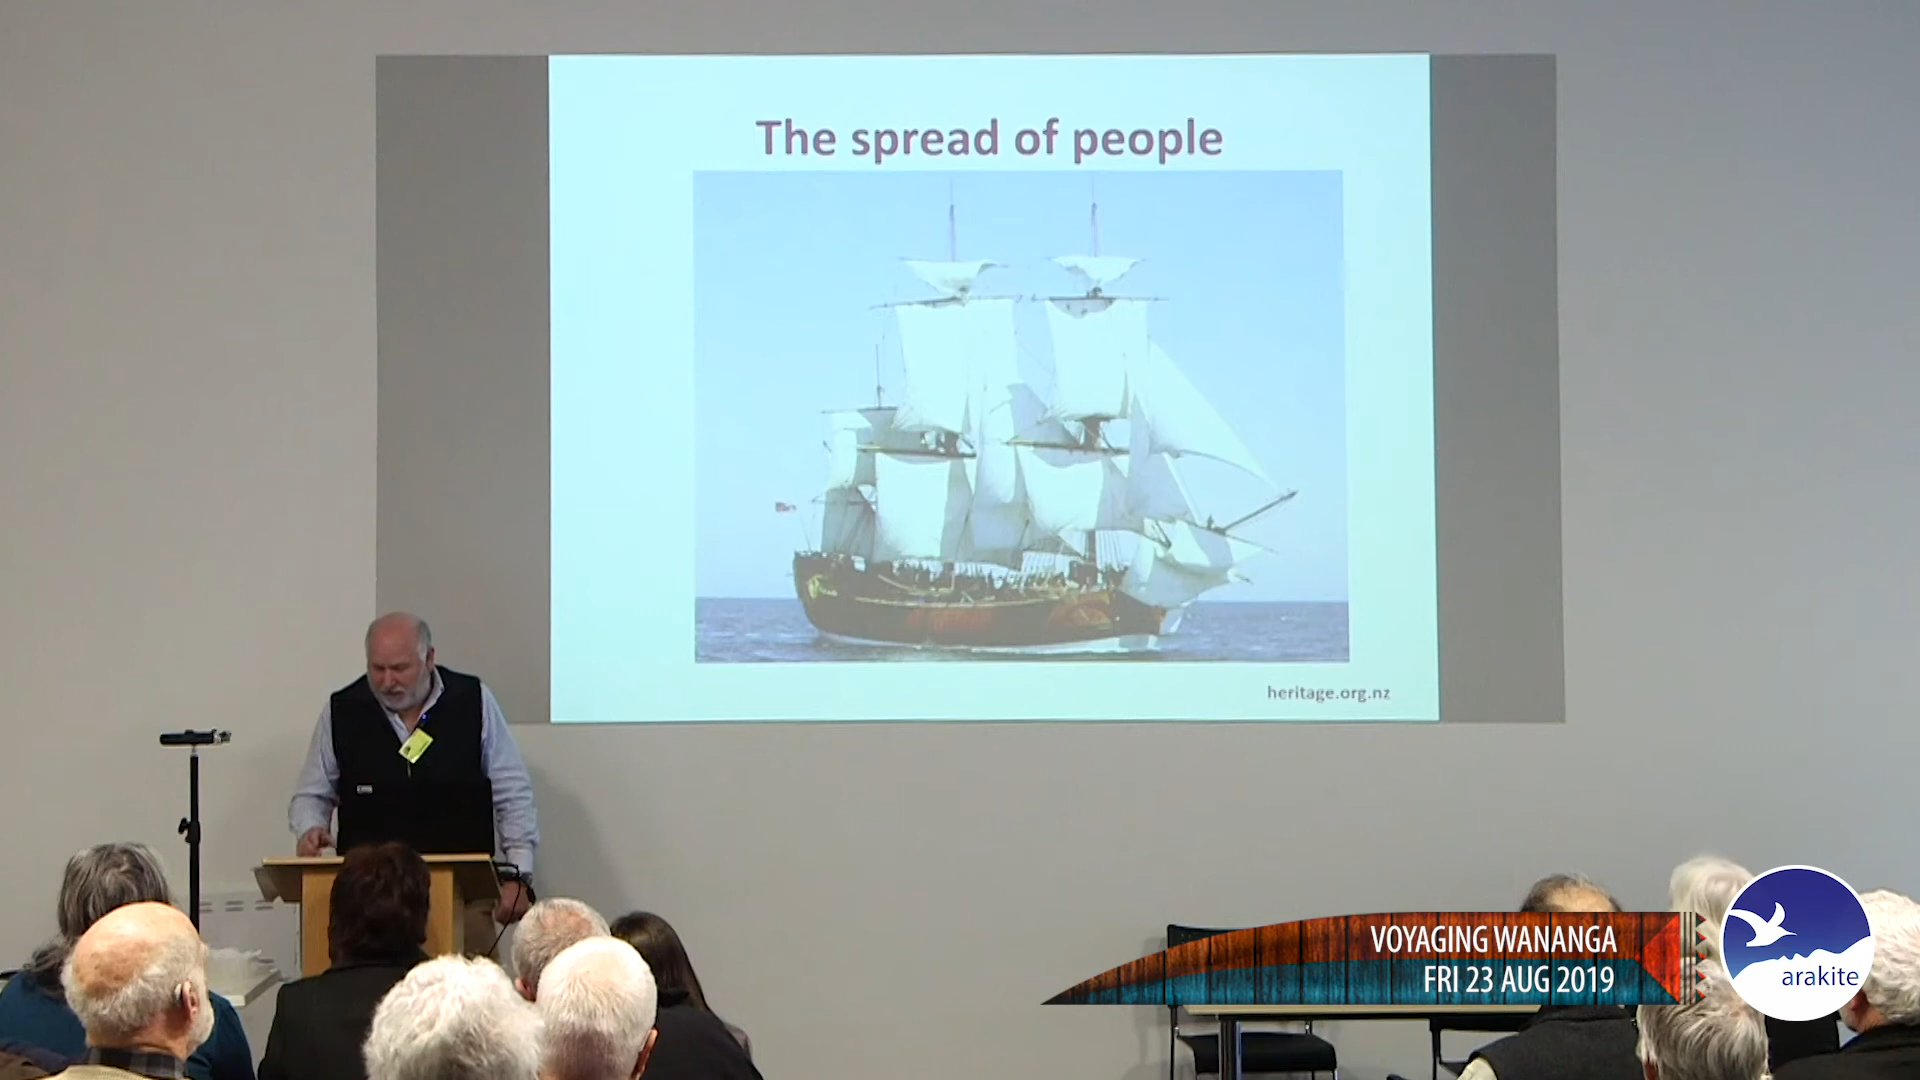 The spread of people
heritage.org.nz
VOYAGING WANANGA
FRI 23 AUG 2019
arakite